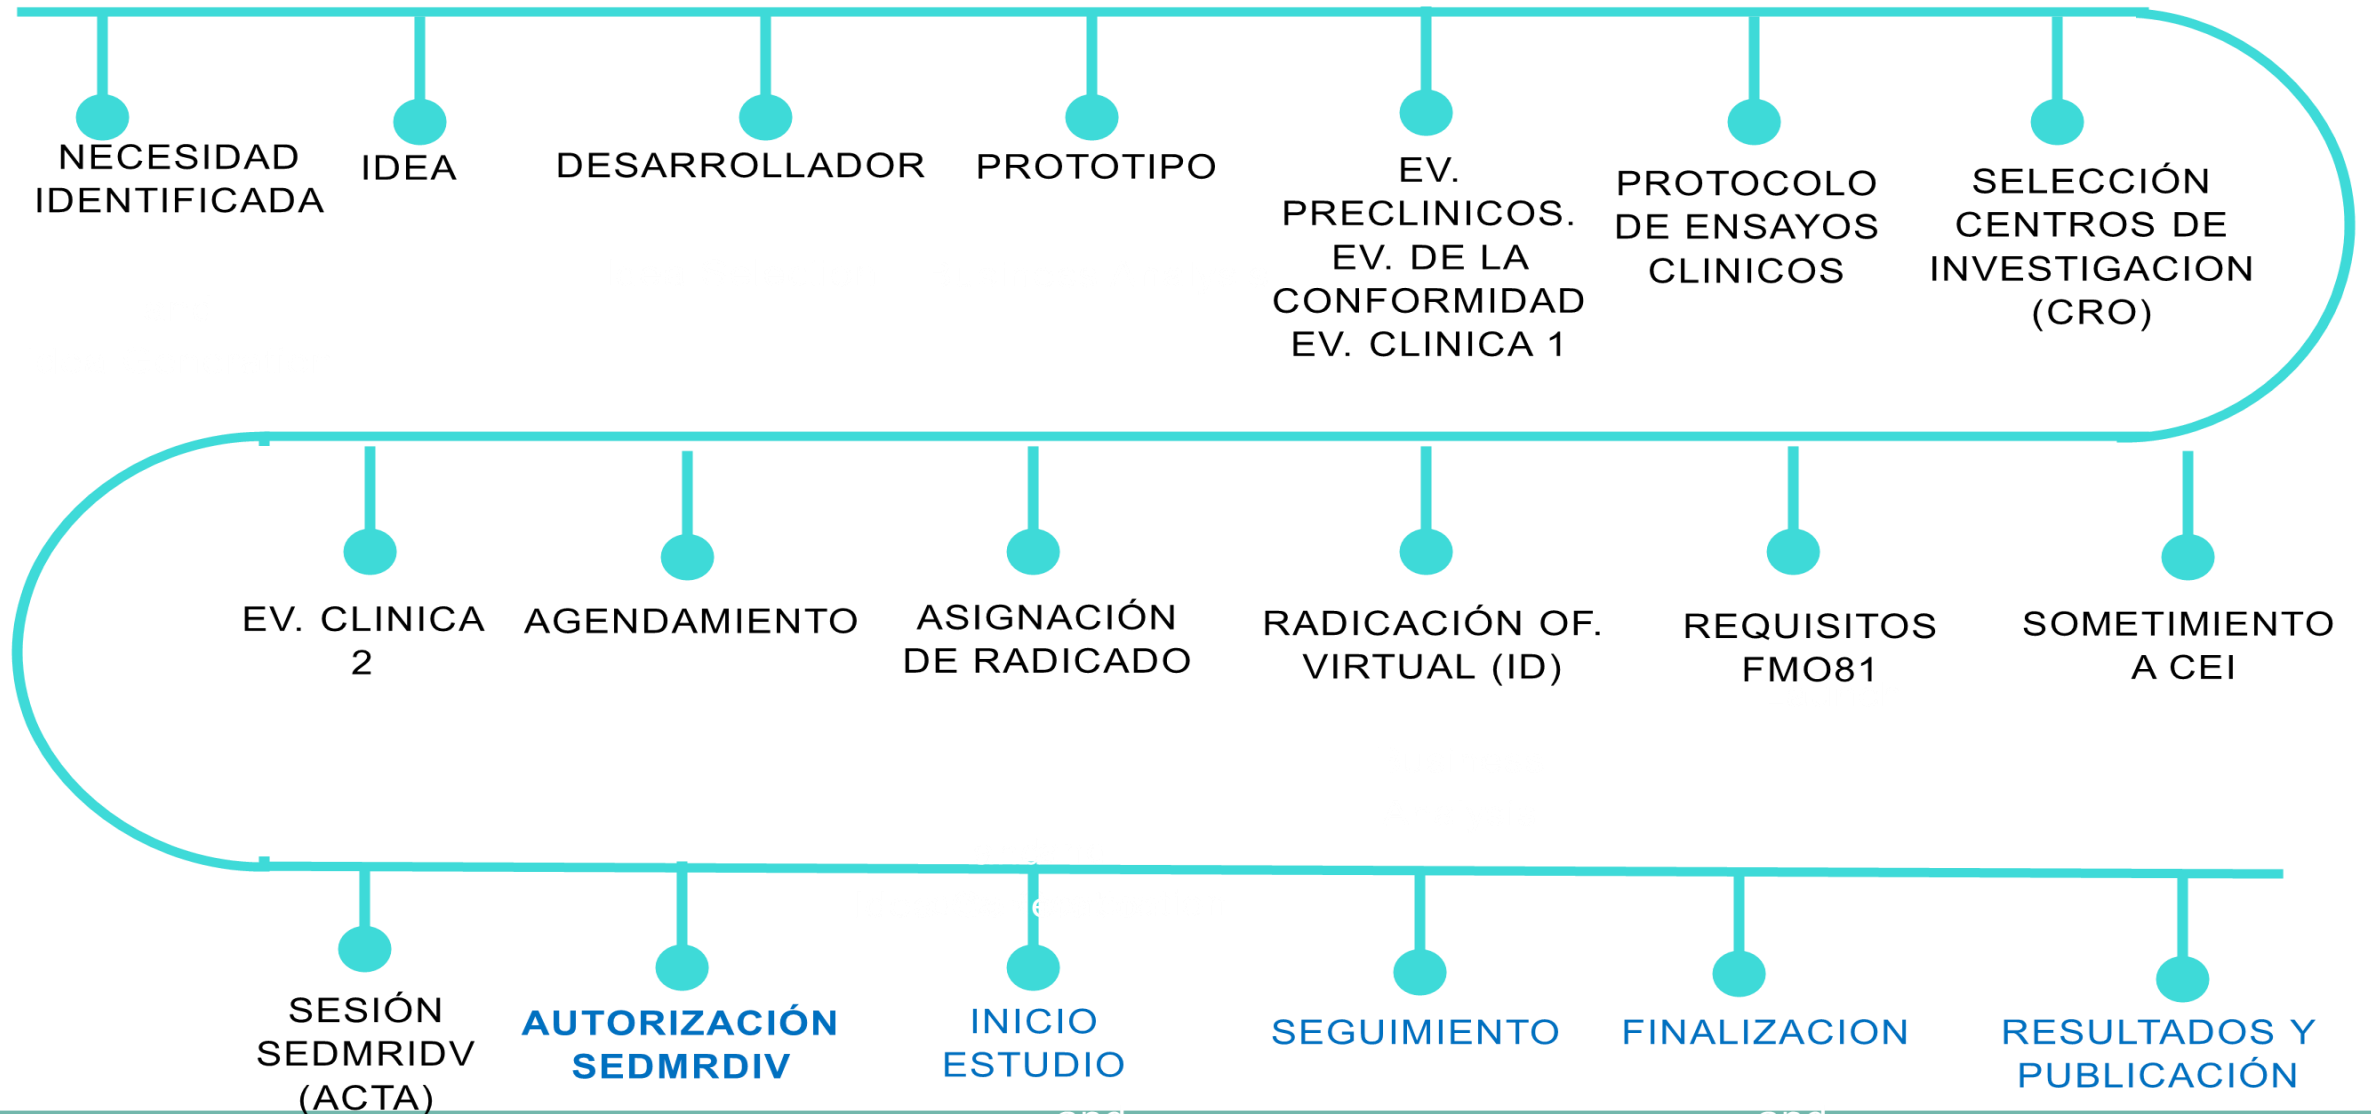 NECESIDAD
IDENTIFICADA
IDEA
DESARROLLADOR
PROTOTIPO
EV.
PRECLINICOS.
EV. DE LA
CONFORMIDAD
EV. CLINICA 1
PROTOCOLO
DE ENSAYOS
CLINICOS
SELECCIÓN
CENTROS DE
INVESTIGACION
(CRO)
EV. CLINICA
2
AGENDAMIENTO
ASIGNACIÓN
DE RADICADO
RADICACIÓN OF.
VIRTUAL (ID)
REQUISITOS
FMO81
SOMETIMIENTO
A CEI
SESIÓN
SEDMRIDV
(ACTA)
AUTORIZACIÓN
SEDMRDIV
INICIO
ESTUDIO
SEGUIMIENTO
FINALIZACION
RESULTADOS Y
PUBLICACIÓN